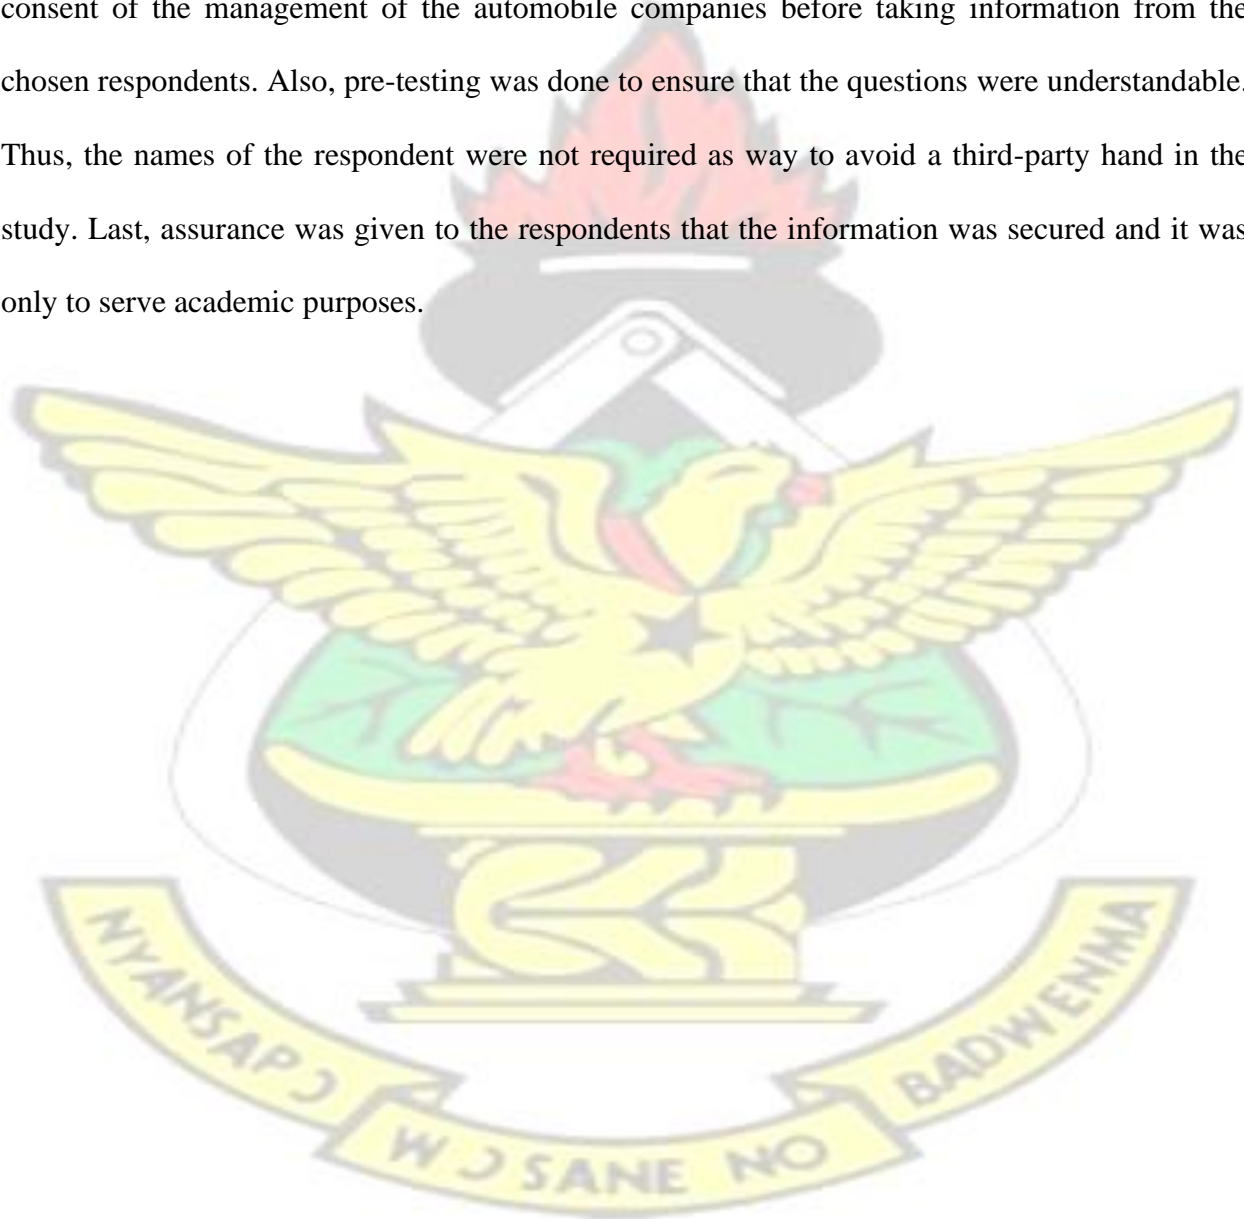 consent of the management of the automobile companies before taking information from the
chosen respondents. Also, pre-testing was done to ensure that the questions were understandable.
Thus, the names of the respondent were not required as way to avoid a third-party hand in the
study. Last, assurance was given to the respondents that the information was secured and it was
only to serve academic purposes.
NYANSAPƆ
WƆ SANE NO
BADWENMA